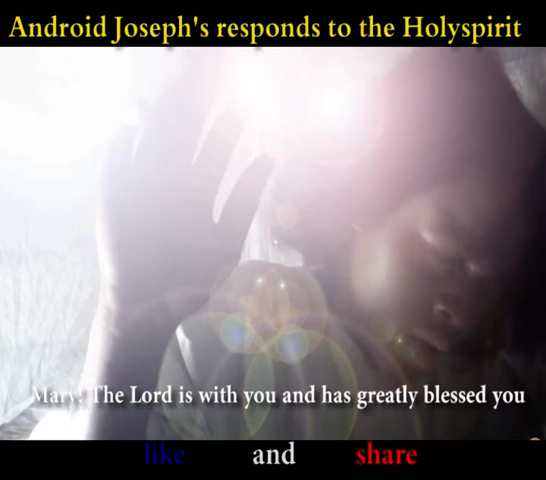 Android Joseph's responds to the Holyspirit
Mary! The Lord is with you and has greatly blessed you
like and share